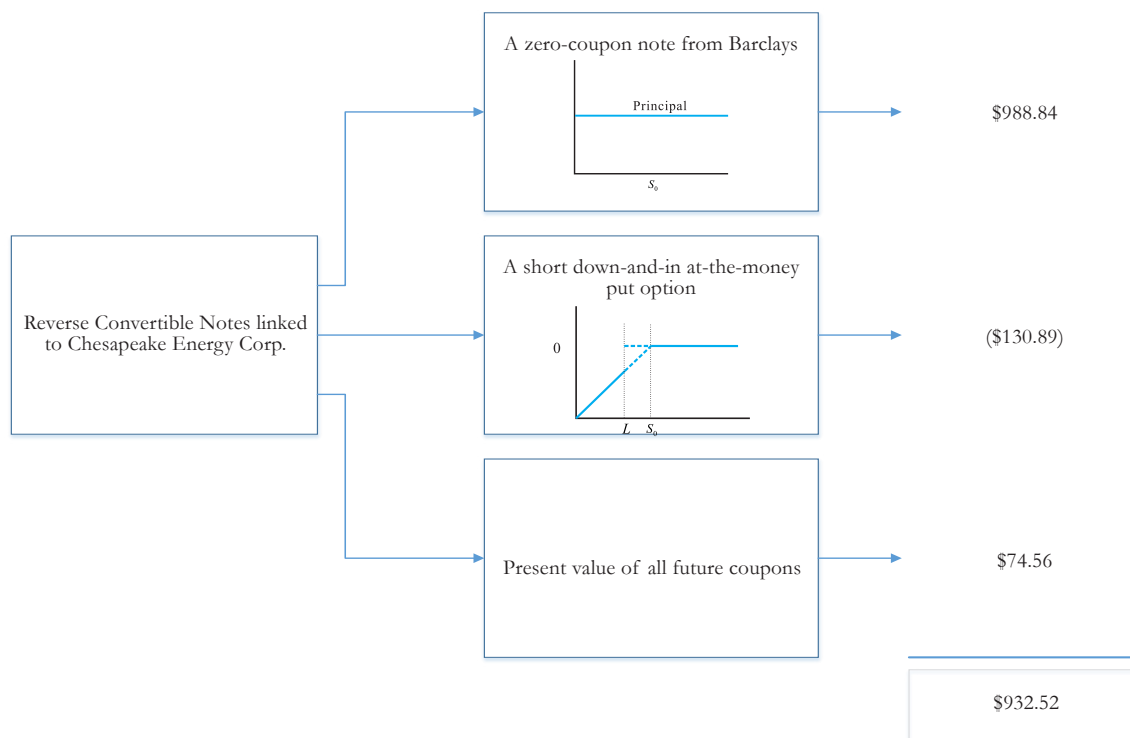 A zero-coupon note from Barclays
Principal
S₀
$988.84
Reverse Convertible Notes linked
to Chesapeake Energy Corp.
A short down-and-in at-the-money
put option
0
L S₀
($130.89)
Present value of all future coupons
$74.56
$932.52